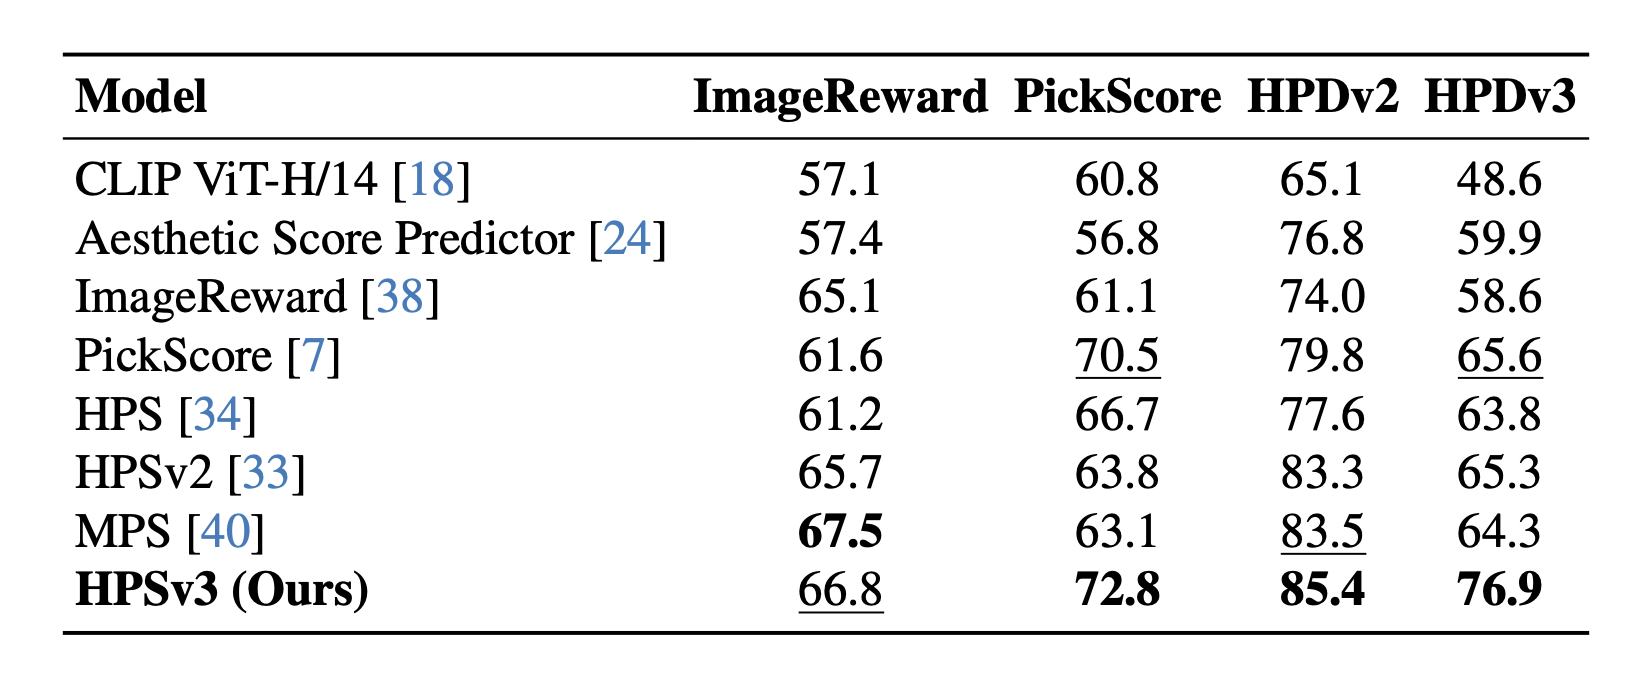 Model ImageReward PickScore HPDv2 HPDv3
CLIP ViT-H/14 [18] 57.1 60.8 65.1 48.6
Aesthetic Score Predictor [24] 57.4 56.8 76.8 59.9
ImageReward [38] 65.1 61.1 74.0 58.6
PickScore [7] 61.6 70.5 79.8 65.6
HPS [34] 61.2 66.7 77.6 63.8
HPSv2 [33] 65.7 63.8 83.3 65.3
MPS [40] 67.5 63.1 83.5 64.3
HPSv3 (Ours) 66.8 72.8 85.4 76.9